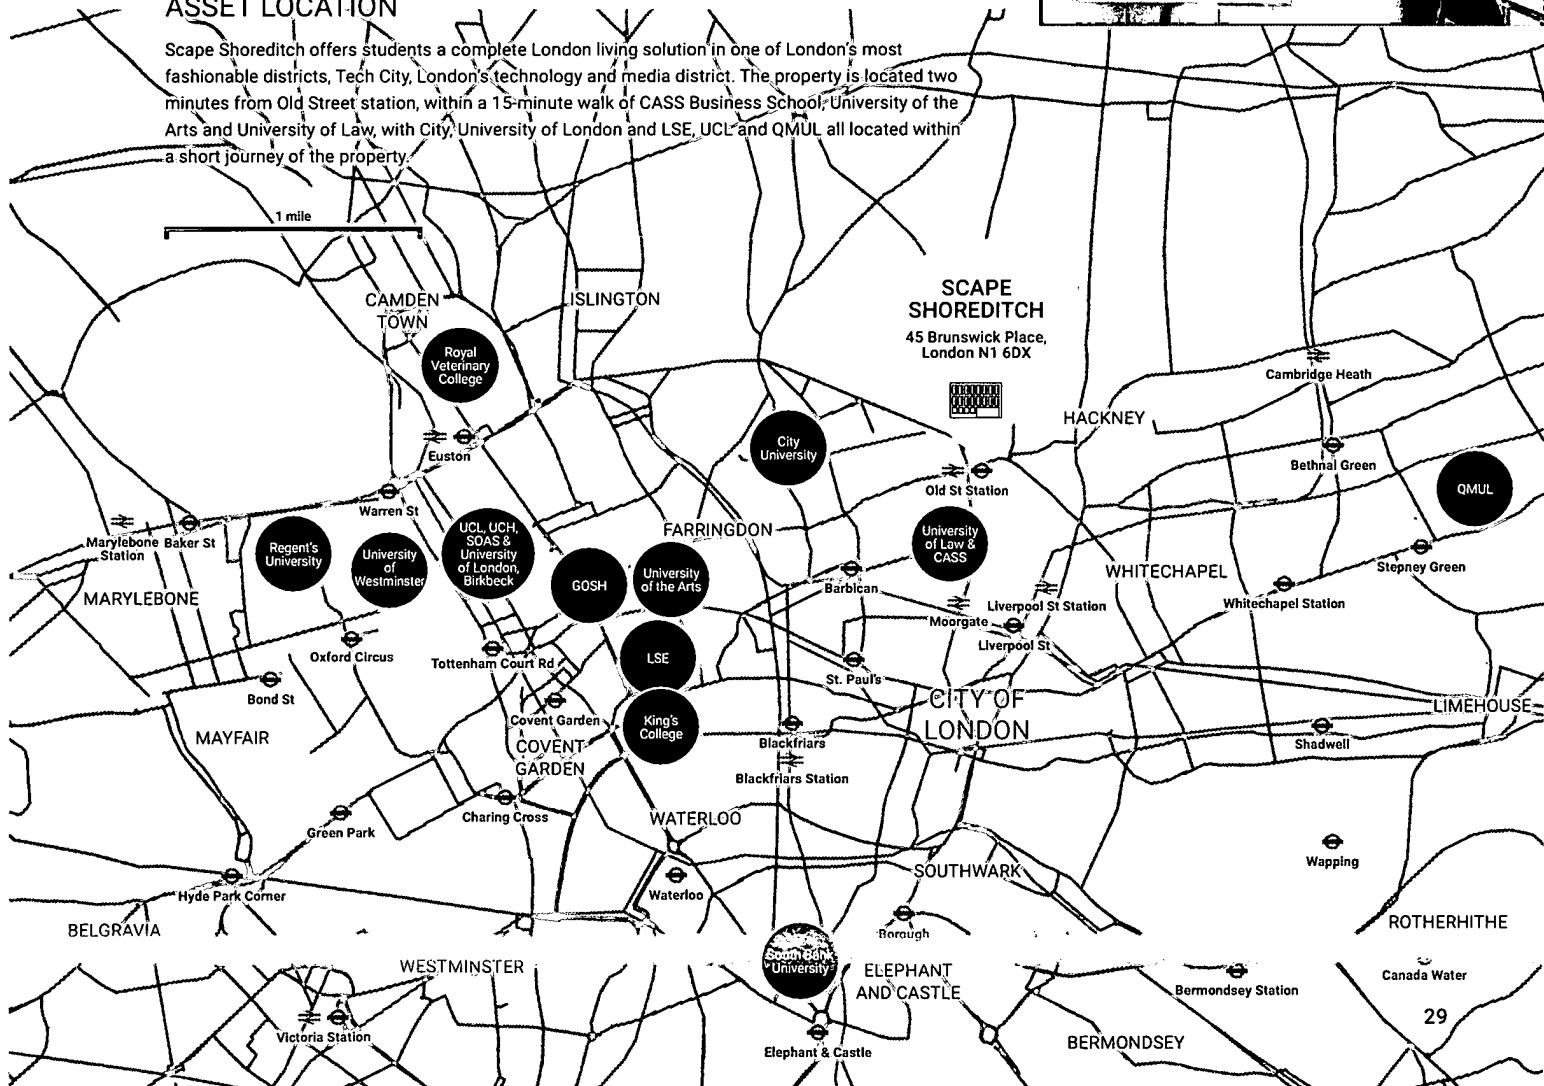 ASSET LOCATION
Scape Shoreditch offers students a complete London living solution in one of London's most
fashionable districts, Tech City, London's technology and media district. The property is located two
minutes from Old Street station, within a 15-minute walk of CASS Business School, University of the
Arts and University of Law, with City, University of London and LSE, UCL and QMUL all located within
a short journey of the property.
1 mile
CAMDEN
TOWN
ISLINGTON
SCAPE
SHOREDITCH
45 Brunswick Place,
London N1 6DX
Royal
Veterinary
College
Cambridge Heath
HACKNEY
City
University
Euston
Bethnal Green
Old St Station
QMUL
Warren St
Marylebone
Station
Baker St
Regent's
University
University
of
Westminster
UCL, UCH,
SOAS &
University
of London,
Birkbeck
FARRINGDON
University
of Law &
CASS
GOSH
University
of the Arts
Barbican
WHITECHAPEL
Stepney Green
MARYLEBONE
Liverpool St Station
Whitechapel Station
Moorgate
Liverpool St
Oxford Circus
Tottenham Court Rd
LSE
St. Paul's
Bond St
Covent Garden
King's
College
CITY OF
LONDON
LIMEHOUSE
MAYFAIR
COVENT
GARDEN
Blackfriars
Shadwell
Blackfriars Station
Charing Cross
WATERLOO
Green Park
Wapping
SOUTHWARK
Hyde Park Corner
Waterloo
BELGRAVIA
Borough
ROTHERHITHE
WESTMINSTER
South Bank
University
ELEPHANT
AND CASTLE
Canada Water
Bermondsey Station
29
Victoria Station
BERMONDSEY
Elephant & Castle